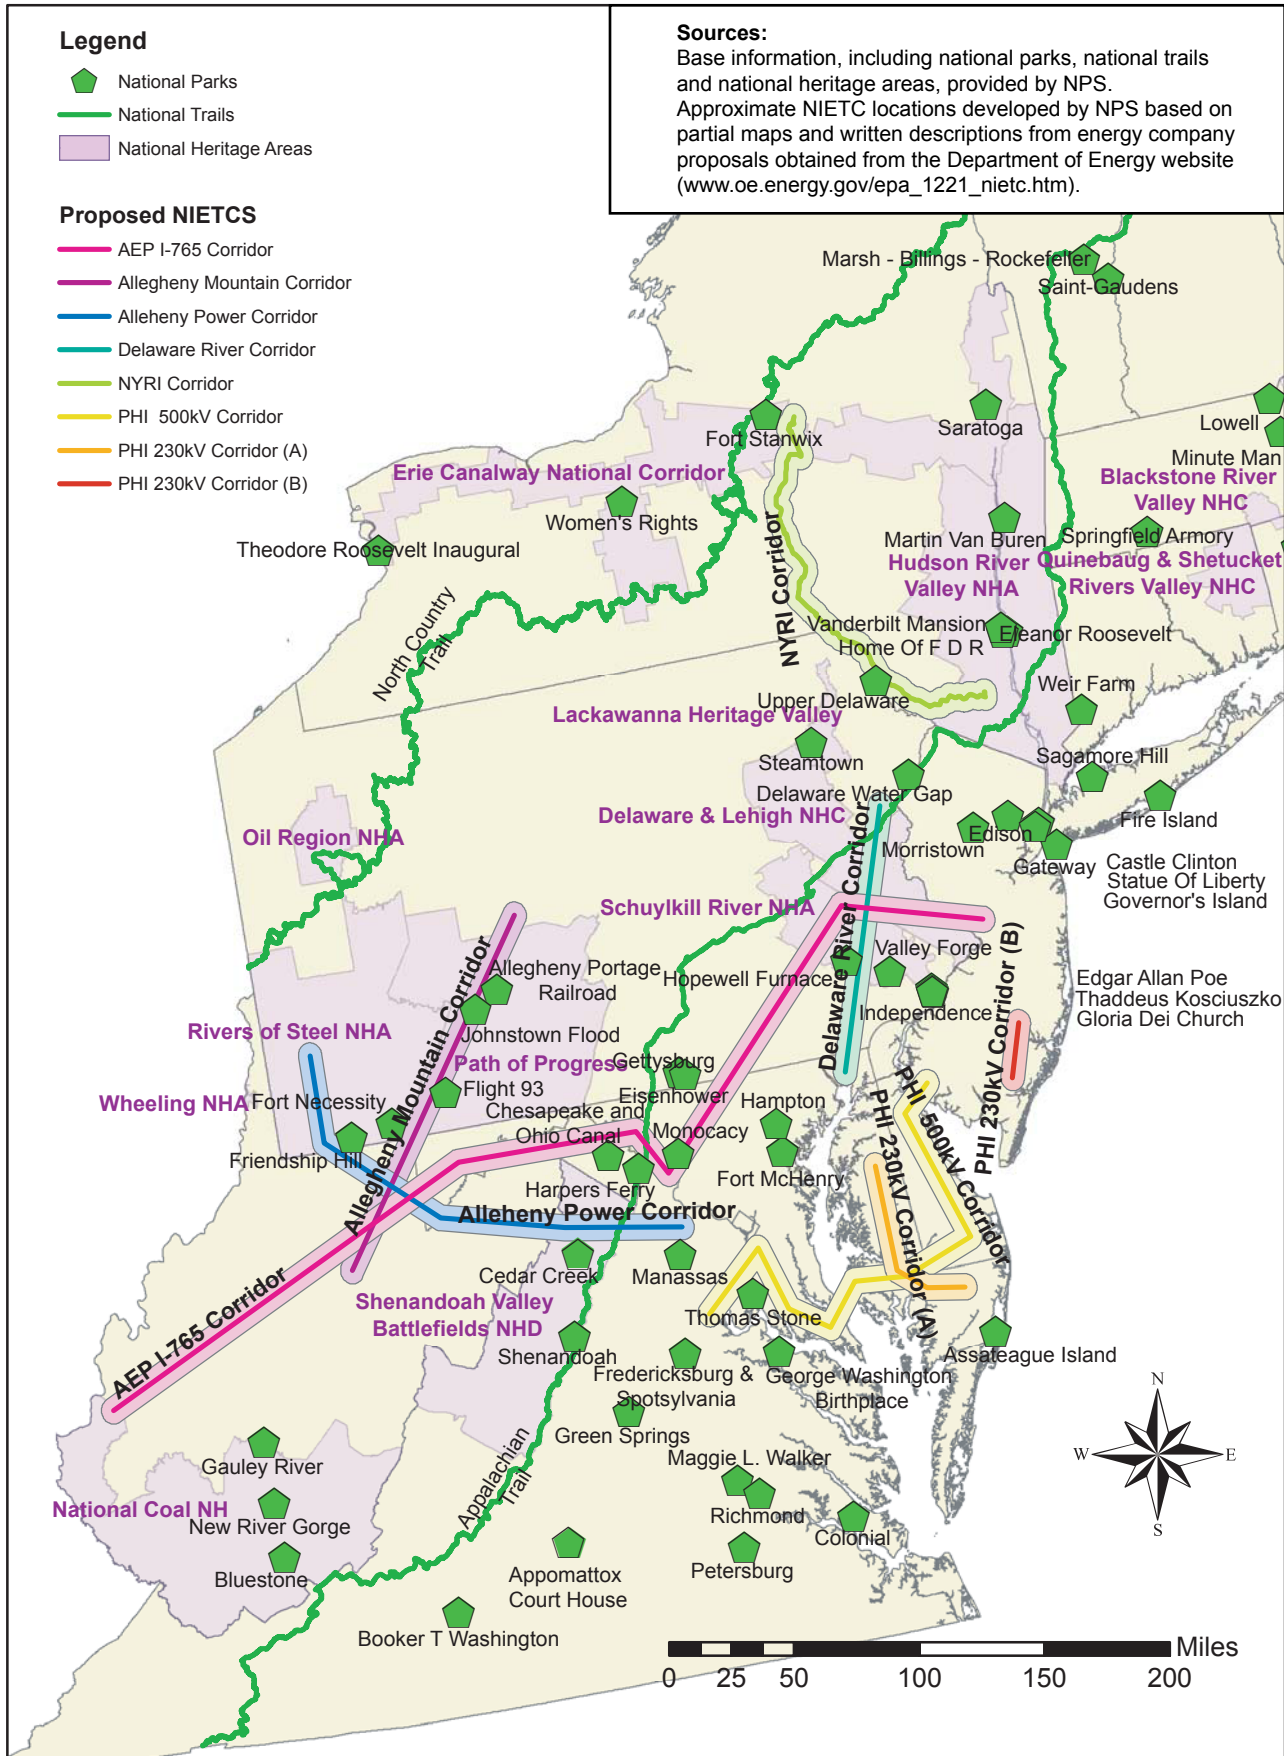 Legend
National Parks
National Trails
National Heritage Areas
Proposed NIETCS
AEP I-765 Corridor
Allegheny Mountain Corridor
Alleheny Power Corridor
Delaware River Corridor
NYRI Corridor
PHI 500kV Corridor
PHI 230kV Corridor (A)
PHI 230kV Corridor (B)
Sources:
Base information, including national parks, national trails
and national heritage areas, provided by NPS.
Approximate NIETC locations developed by NPS based on
partial maps and written descriptions from energy company
proposals obtained from the Department of Energy website
(www.oe.energy.gov/epa_1221_nietc.htm).
Marsh - Billings - Rockefeller
Saint-Gaudens
Fort Stanwix
Saratoga
Lowell
Minute Man
Erie Canalway National Corridor
Blackstone River
Valley NHC
Women's Rights
Theodore Roosevelt Inaugural
Martin Van Buren
Springfield Armory
Hudson River
Valley NHA
Quinebaug & Shetucket
Rivers Valley NHC
NYRI Corridor
North Country
Trail
Vanderbilt Mansion
Home Of F D R
Eleanor Roosevelt
Upper Delaware
Weir Farm
Lackawanna Heritage Valley
Steamtown
Sagamore Hill
Delaware Water Gap
Fire Island
Delaware & Lehigh NHC
Oil Region NHA
Edison
Morristown
Gateway
Castle Clinton
Statue Of Liberty
Governor's Island
Schuylkill River NHA
Delaware River Corridor
Valley Forge
Hopewell Furnace
Independence
PHI 230kV Corridor (B)
Edgar Allan Poe
Thaddeus Kosciuszko
Gloria Dei Church
Allegheny Portage
Railroad
Johnstown Flood
Allegheny Mountain Corridor
Rivers of Steel NHA
Path of Progress
Gettysburg
Eisenhower
Flight 93
Wheeling NHA
Fort Necessity
Friendship Hill
Chesapeake and
Ohio Canal
Monocacy
Hampton
Fort McHenry
PHI 500kV Corridor
PHI 230kV Corridor (A)
Harpers Ferry
Alleheny Power Corridor
Cedar Creek
Manassas
AEP I-765 Corridor
Shenandoah Valley
Battlefields NHD
Thomas Stone
Shenandoah
Fredericksburg &
Spotsylvania
George Washington
Birthplace
Assateague Island
Green Springs
Appalachian
Trail
Gauley River
Maggie L. Walker
National Coal NH
New River Gorge
Richmond
Colonial
Bluestone
Appomattox
Court House
Petersburg
Booker T Washington
N
W
E
S
Miles
0 25 50 100 150 200